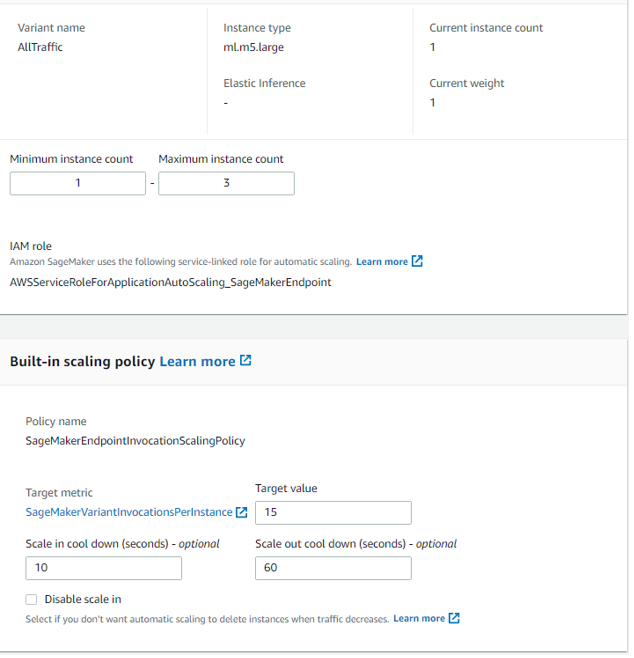 Variant name
AllTraffic
Instance type
ml.m5.large
Current instance count
1
Elastic Inference
-
Current weight
1
Minimum instance count
Maximum instance count
1 - 3
IAM role
Amazon SageMaker uses the following service-linked role for automatic scaling. Learn more
AWSServiceRoleForApplicationAutoScaling_SageMakerEndpoint
Built-in scaling policy Learn more
Policy name
SageMakerEndpointInvocationScalingPolicy
Target metric
SageMakerVariantInvocationsPerInstance
Target value
15
Scale in cool down (seconds) - optional
10
Scale out cool down (seconds) - optional
60
Disable scale in
Select if you don't want automatic scaling to delete instances when traffic decreases. Learn more